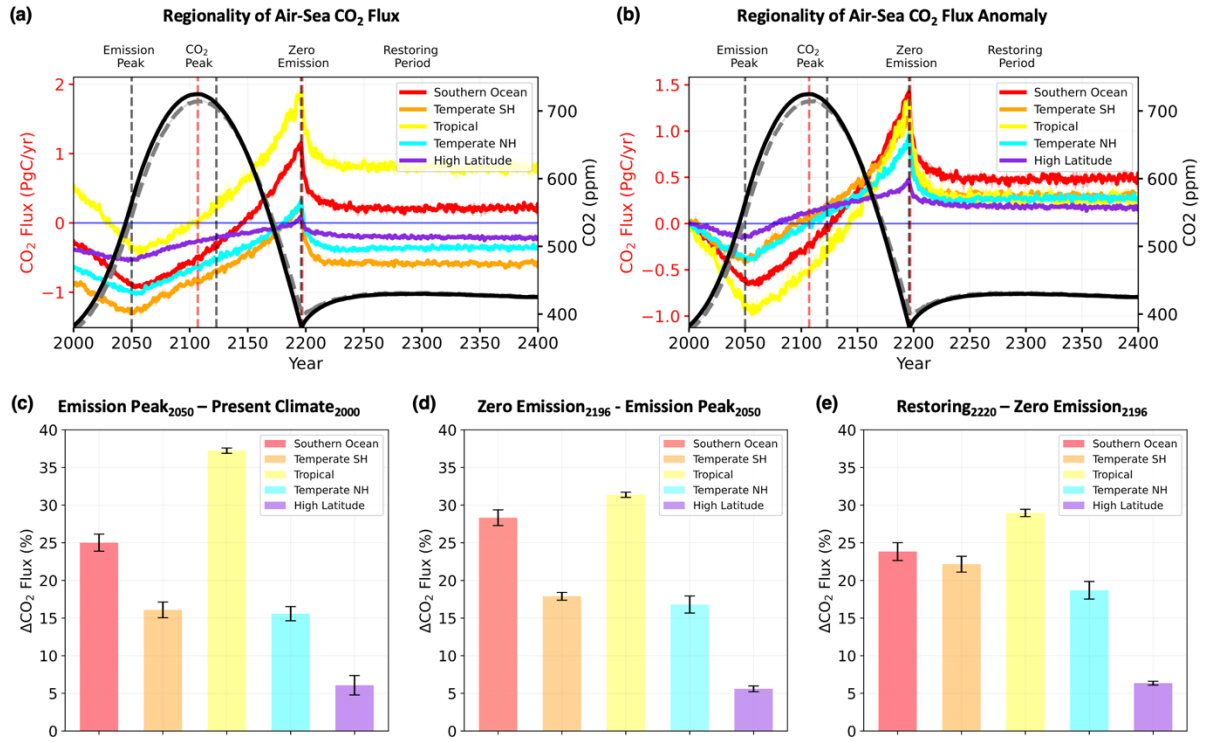 (a) Regionality of Air-Sea CO₂ Flux
Emission Peak
CO₂ Peak
Zero Emission
Restoring Period
Southern Ocean
Temperate SH
Tropical
Temperate NH
High Latitude
CO₂ Flux (PgC/yr)
2
1
0
−1
CO2 (ppm)
700
600
500
400
2000 2050 2100 2150 2200 2250 2300 2350 2400
Year
(b) Regionality of Air-Sea CO₂ Flux Anomaly
Emission Peak
CO₂ Peak
Zero Emission
Restoring Period
Southern Ocean
Temperate SH
Tropical
Temperate NH
High Latitude
CO₂ Flux (PgC/yr)
1.5
1.0
0.5
0.0
−0.5
−1.0
CO2 (ppm)
700
600
500
400
2000 2050 2100 2150 2200 2250 2300 2350 2400
Year
(c) Emission Peak₂₀₅₀ – Present Climate₂₀₀₀
ΔCO₂ Flux (%)
40
35
30
25
20
15
10
5
0
Southern Ocean
Temperate SH
Tropical
Temperate NH
High Latitude
(d) Zero Emission₂₁₉₆ - Emission Peak₂₀₅₀
ΔCO₂ Flux (%)
40
35
30
25
20
15
10
5
0
Southern Ocean
Temperate SH
Tropical
Temperate NH
High Latitude
(e) Restoring₂₂₂₀ – Zero Emission₂₁₉₆
ΔCO₂ Flux (%)
40
35
30
25
20
15
10
5
0
Southern Ocean
Temperate SH
Tropical
Temperate NH
High Latitude